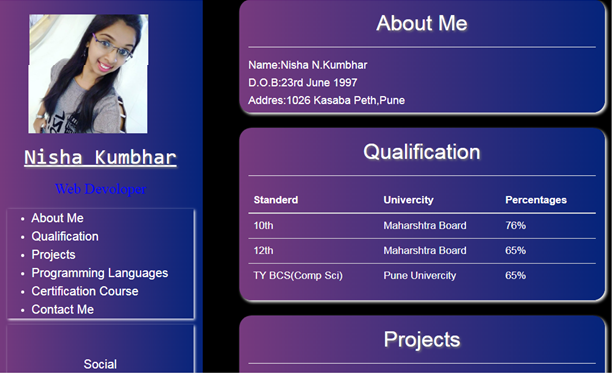 Nisha Kumbhar
Web Devoloper
About Me
Qualification
Projects
Programming Languages
Certification Course
Contact Me
Social
About Me
Name:Nisha N.Kumbhar
D.O.B:23rd June 1997
Addres:1026 Kasaba Peth,Pune
Qualification
Standerd Univercity Percentages
10th Maharshtra Board 76%
12th Maharshtra Board 65%
TY BCS(Comp Sci) Pune Univercity 65%
Projects